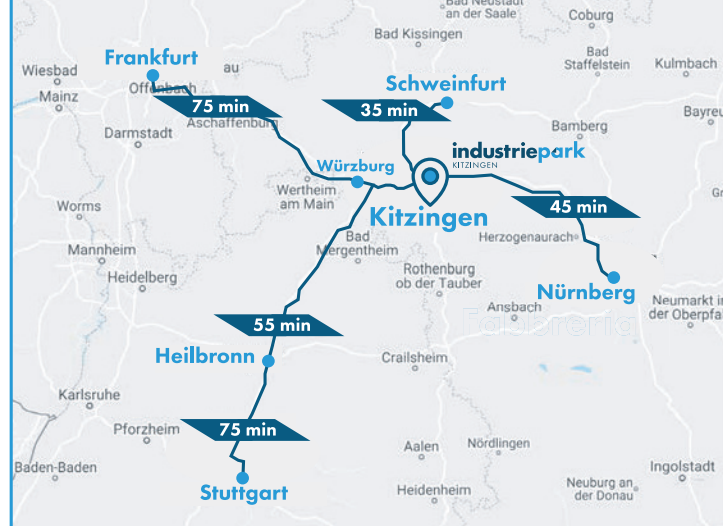 Bad Neustadt
an der Saale
Coburg
Bad Kissingen
Bad
Staffelstein
Kulmbach
Frankfurt
au
Wiesbad
Offenbach
Schweinfurt
Mainz
75 min
35 min
Bayreu
Darmstadt
Aschaffenburg
Bamberg
industriepark
KITZINGEN
Würzburg
Wertheim
am Main
Worms
Kitzingen
45 min
Bad
Mergentheim
Herzogenaurach
Mannheim
Rothenburg
ob der Tauber
Heidelberg
Nürnberg
Ansbach
Neumarkt in
der Oberpfal
55 min
Heilbronn
Crailsheim
Karlsruhe
Pforzheim
75 min
Aalen
Nördlingen
Baden-Baden
Ingolstadt
Stuttgart
Heidenheim
Neuburg an
der Donau